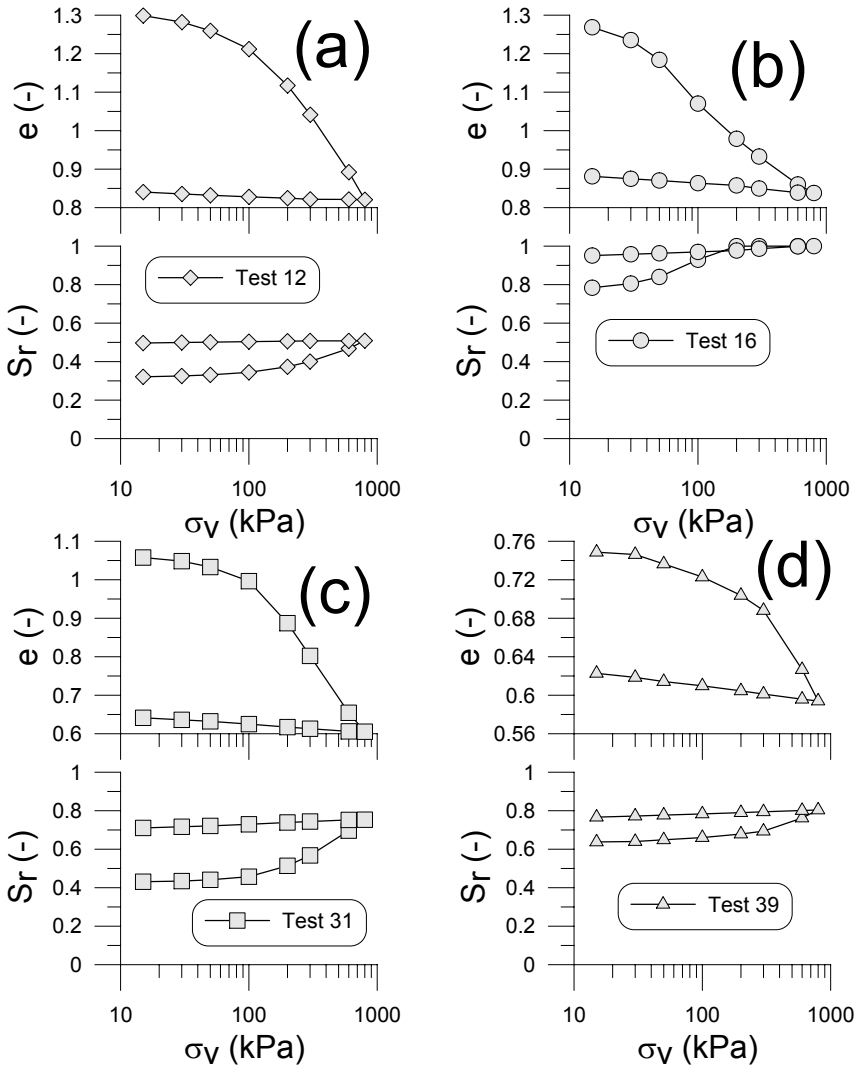 (a)
1.3
1.2
1.1
1
0.9
0.8
e (-)
1
0.8
0.6
0.4
0.2
0
Sr (-)
Test 12
10 100 1000
σv (kPa)
(b)
1.3
1.2
1.1
1
0.9
0.8
e (-)
1
0.8
0.6
0.4
0.2
0
Sr (-)
Test 16
10 100 1000
σv (kPa)
(c)
1.1
1
0.9
0.8
0.7
0.6
e (-)
1
0.8
0.6
0.4
0.2
0
Sr (-)
Test 31
10 100 1000
σv (kPa)
(d)
0.76
0.72
0.68
0.64
0.6
0.56
e (-)
1
0.8
0.6
0.4
0.2
0
Sr (-)
Test 39
10 100 1000
σv (kPa)